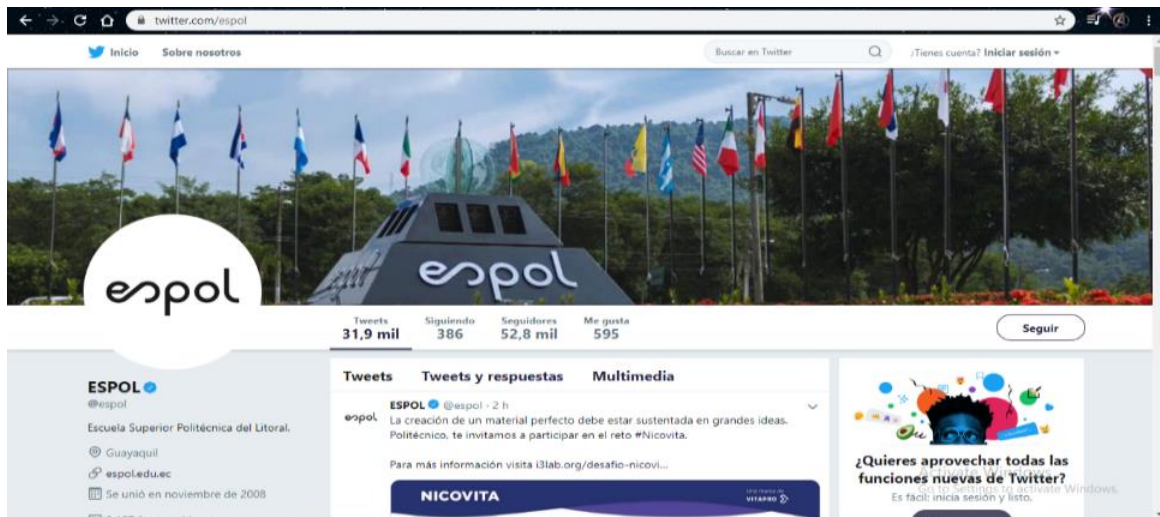 twitter.com/espol
Inicio Sobre nosotros
Buscar en Twitter
¿Tienes cuenta? Iniciar sesión
espol
espol
Tweets Siguiendo Seguidores Me gusta
31,9 mil 386 52,8 mil 595
Seguir
ESPOL
@espol
Escuela Superior Politécnica del Litoral.
Guayaquil
espol.edu.ec
Se unió en noviembre de 2008
Tweets Tweets y respuestas Multimedia
espol
ESPOL @espol · 2 h
La creación de un material perfecto debe estar sustentada en grandes ideas.
Politécnico, te invitamos a participar en el reto #Nicovita.
Para más información visita i3lab.org/desafio-nicovi...
NICOVITA
Una marca de
VITAPRO
¿Quieres aprovechar todas las
funciones nuevas de Twitter?
Es fácil: inicia sesión y listo.
Activate Windows
Go to Settings to activate Windows.